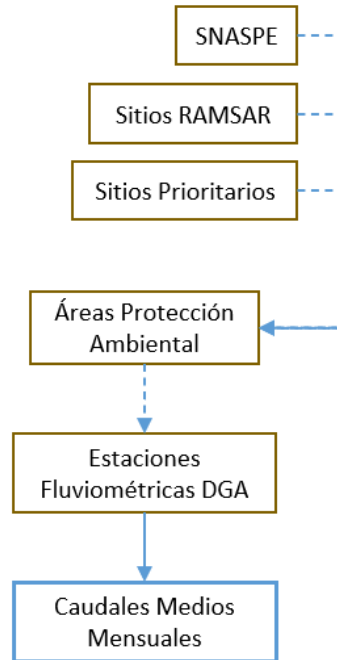 SNASPE
Sitios RAMSAR
Sitios Prioritarios
Áreas Protección
Ambiental
Estaciones
Fluviométricas DGA
Caudales Medios
Mensuales